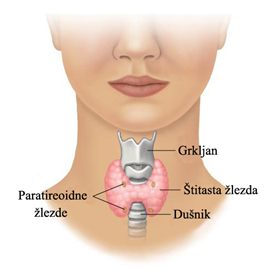 Grkljan
Paratireoidne
žlezde
Štitasta žlezda
Dušnik